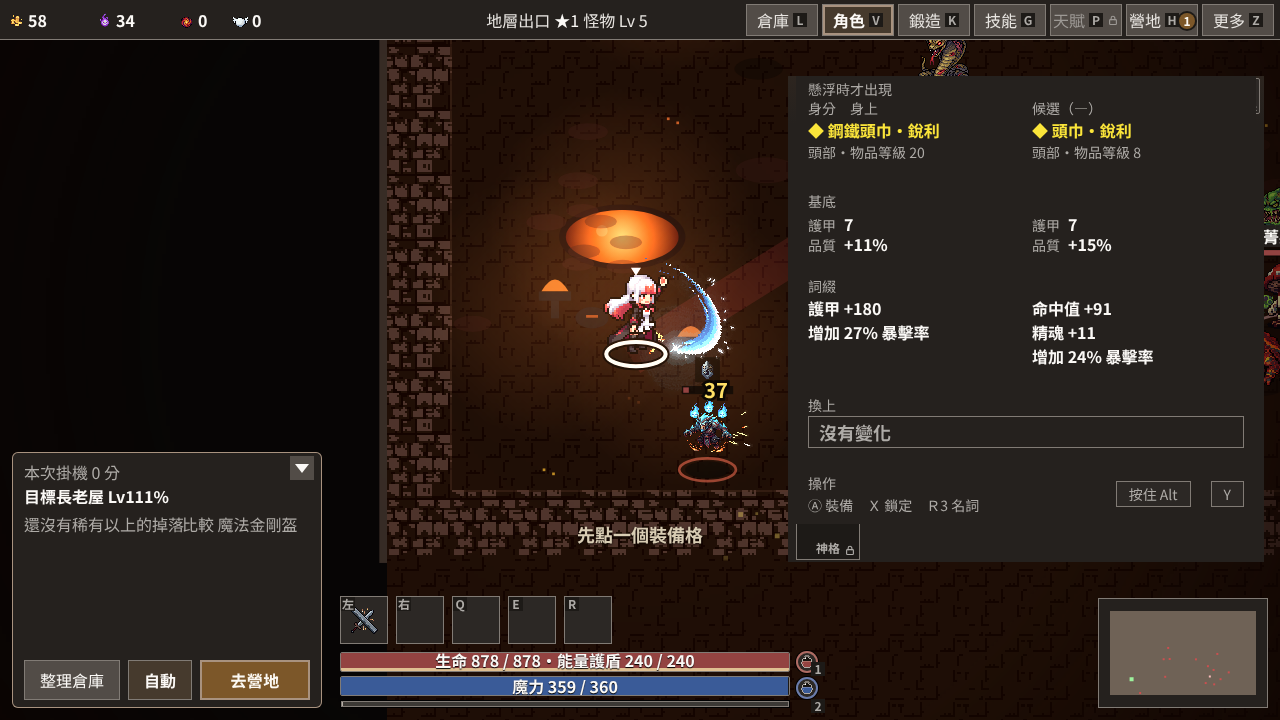 58 34 0 0
地層出口 ★1 怪物 Lv 5
倉庫 L 角色 V 鍛造 K 技能 G 天賦 P 營地 H 1 更多 Z
懸浮時才出現
身分 身上 候選（一）
◆ 鋼鐵頭巾・銳利 ◆ 頭巾・銳利
頭部・物品等級 20 頭部・物品等級 8
基底
護甲 7 護甲 7
品質 +11% 品質 +15%
詞綴
護甲 +180 命中值 +91
增加 27% 暴擊率 精魂 +11
增加 24% 暴擊率
換上
沒有變化
操作
Ⓐ 裝備 X 鎖定 R3 名詞
按住 Alt Y
神格
菁
37
先點一個裝備格
本次掛機 0 分
目標長老屋 Lv111%
還沒有稀有以上的掉落比較 魔法金剛盔
整理倉庫 自動 去營地
左 右 Q E R
生命 878 / 878・能量護盾 240 / 240
1
魔力 359 / 360
2